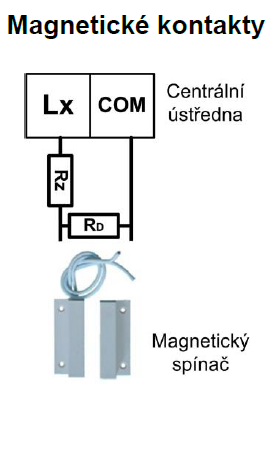 Magnetické kontakty
Lx
COM
Centrální
ústředna
Rz
RD
Magnetický
spínač